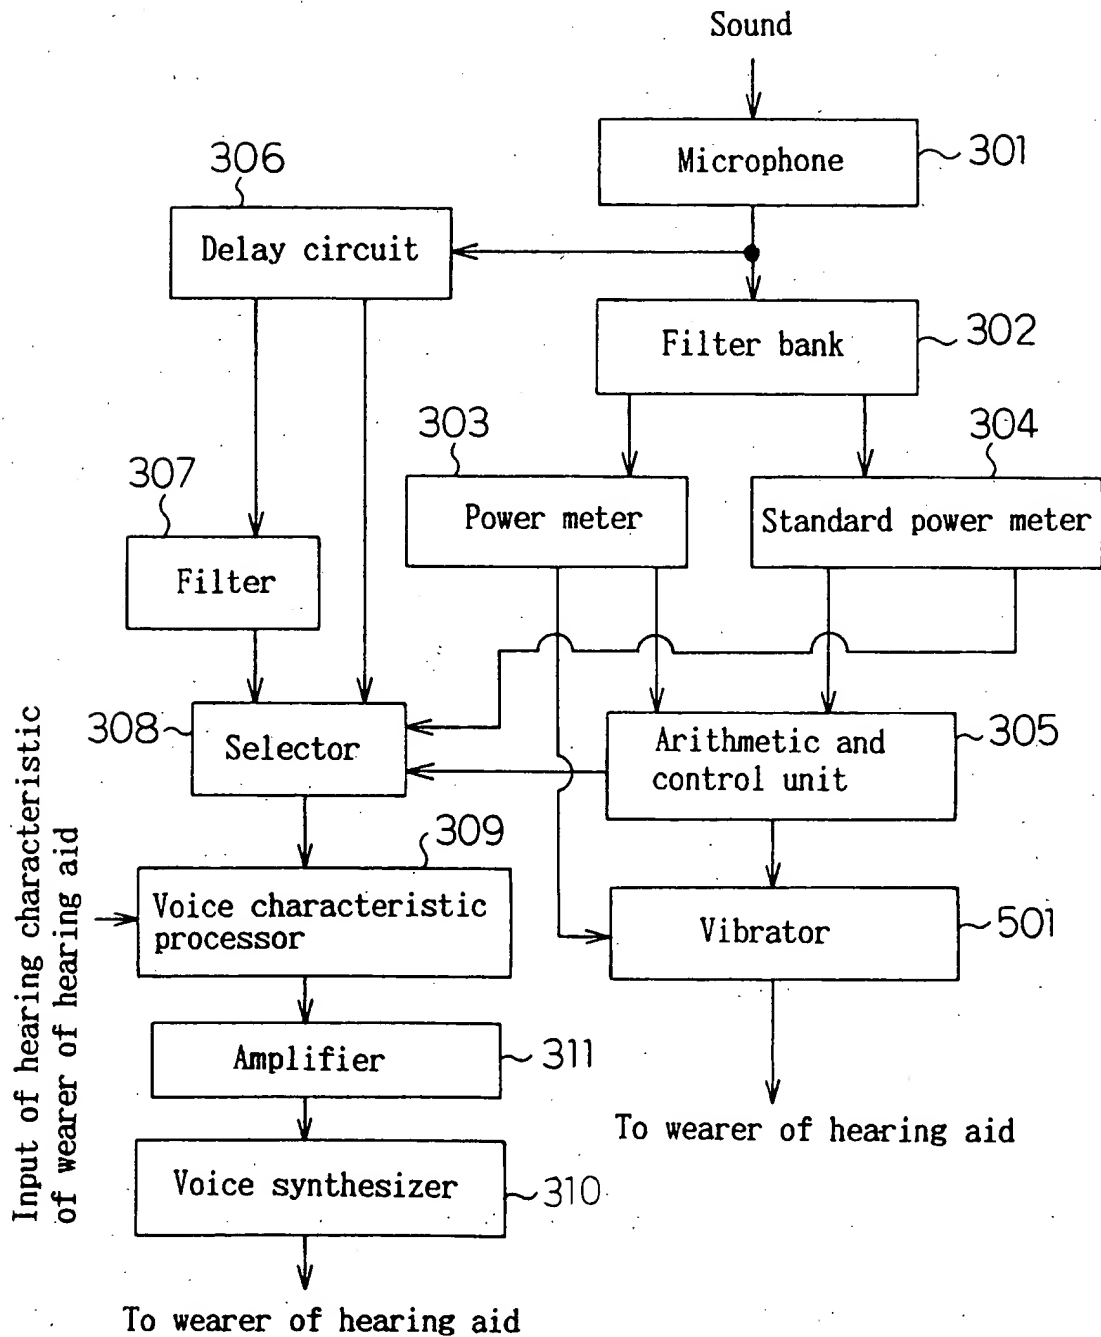 Sound
Microphone
301
306
Delay circuit
Filter bank
302
303
304
307
Power meter
Standard power meter
Filter
308
Selector
Arithmetic and
control unit
305
309
Input of hearing characteristic
of wearer of hearing aid
Voice characteristic
processor
Vibrator
501
Amplifier
311
To wearer of hearing aid
Voice synthesizer
310
To wearer of hearing aid